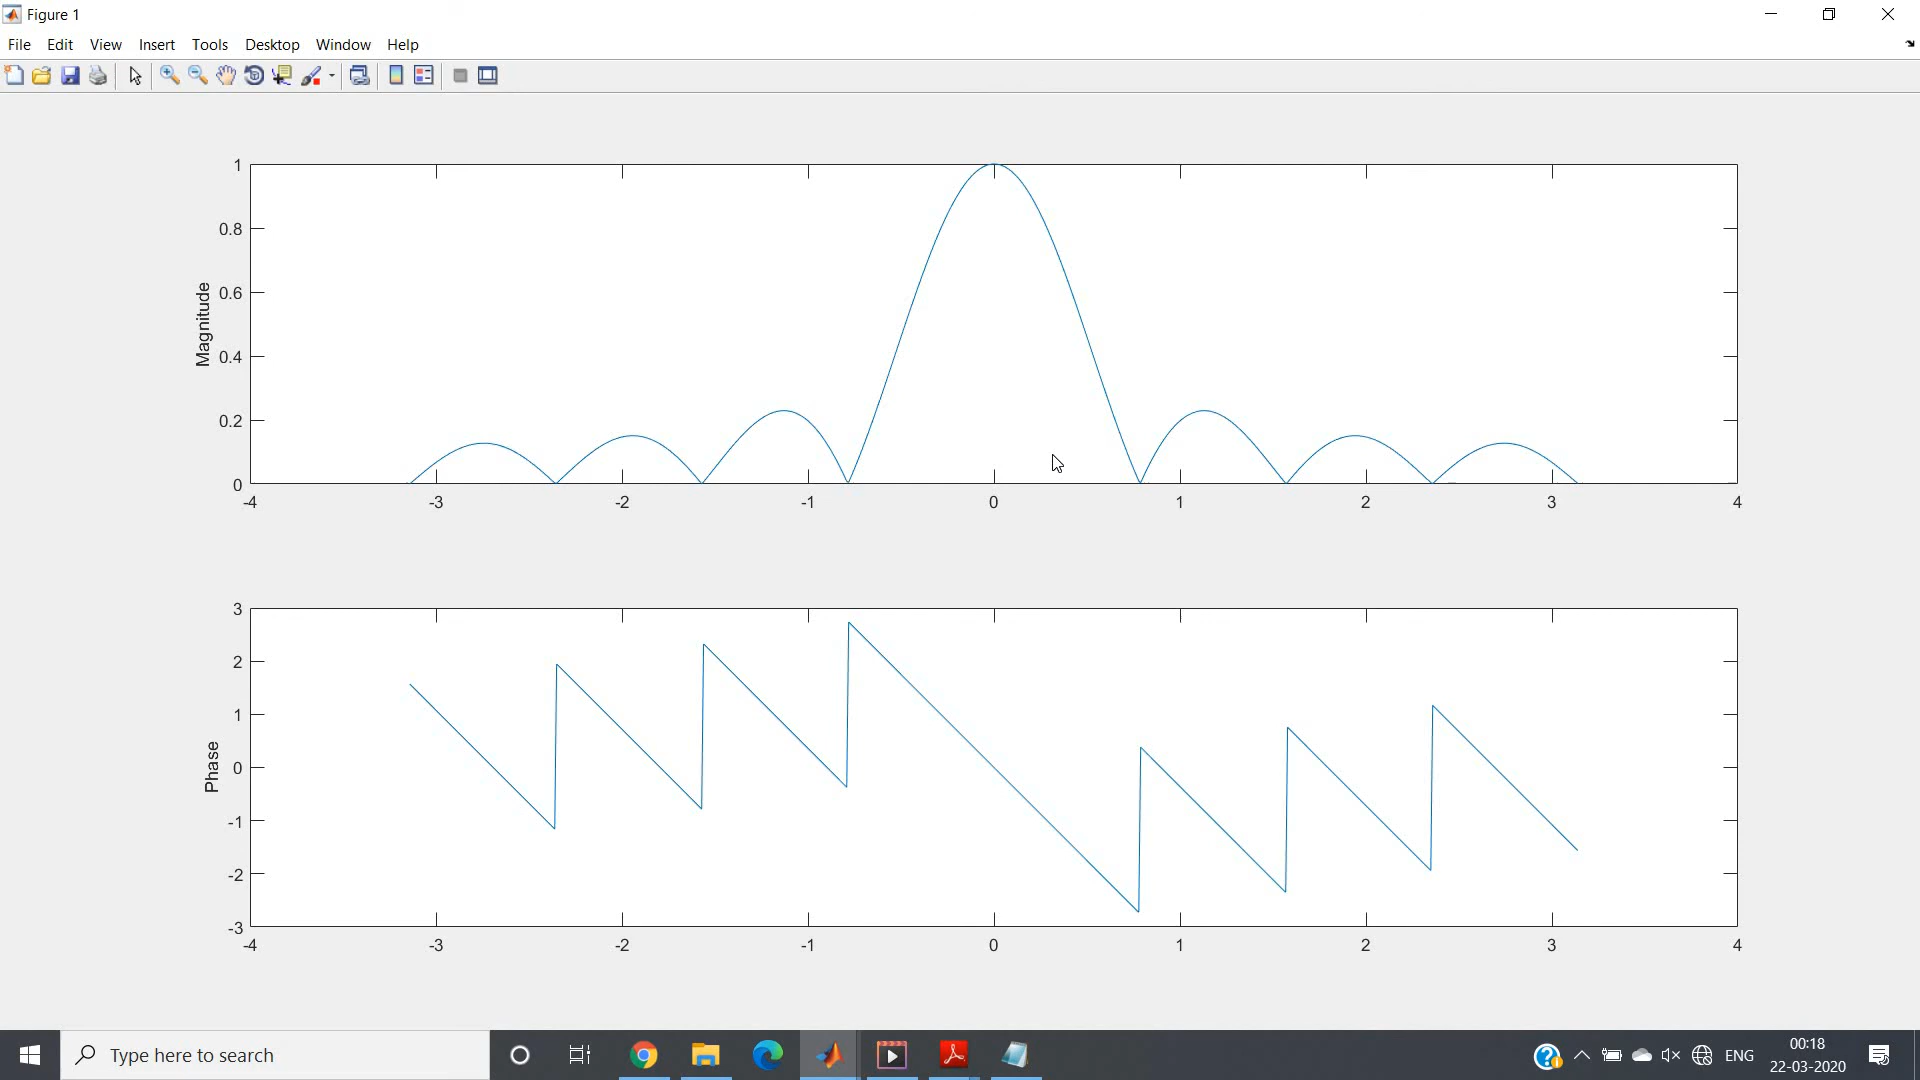 Figure 1
File Edit View Insert Tools Desktop Window Help
1
0.8
0.6
0.4
0.2
0
Magnitude
-4 -3 -2 -1 0 1 2 3 4
3
2
1
0
-1
-2
-3
Phase
-4 -3 -2 -1 0 1 2 3 4
Type here to search
ENG
00:18
22-03-2020